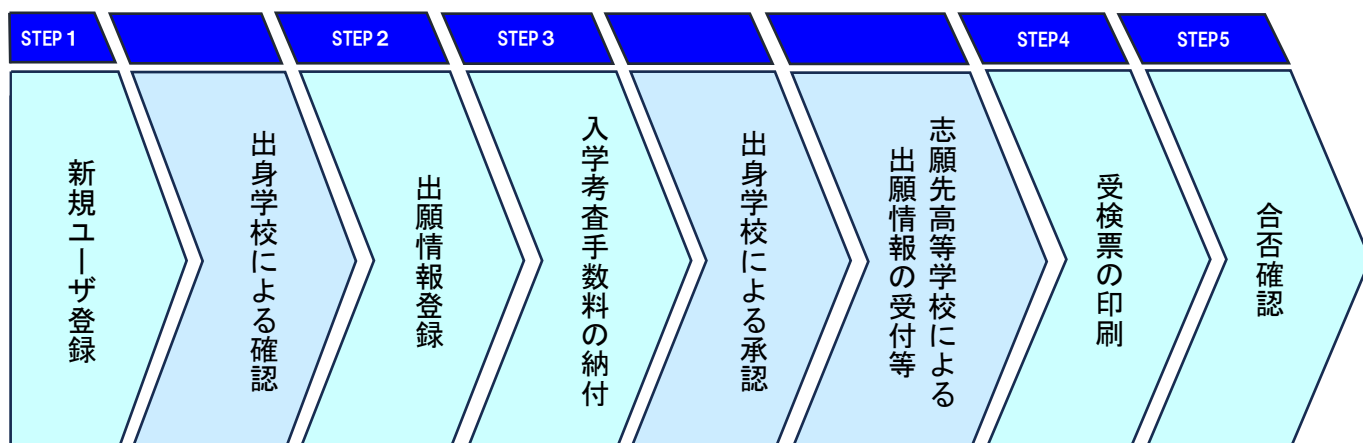 STEP 1
STEP 2
STEP 3
STEP4
STEP5
新規ユーザ登録
出身学校による確認
出願情報登録
入学考査手数料の納付
出身学校による承認
志願先高等学校による
出願情報の受付等
受検票の印刷
合否確認